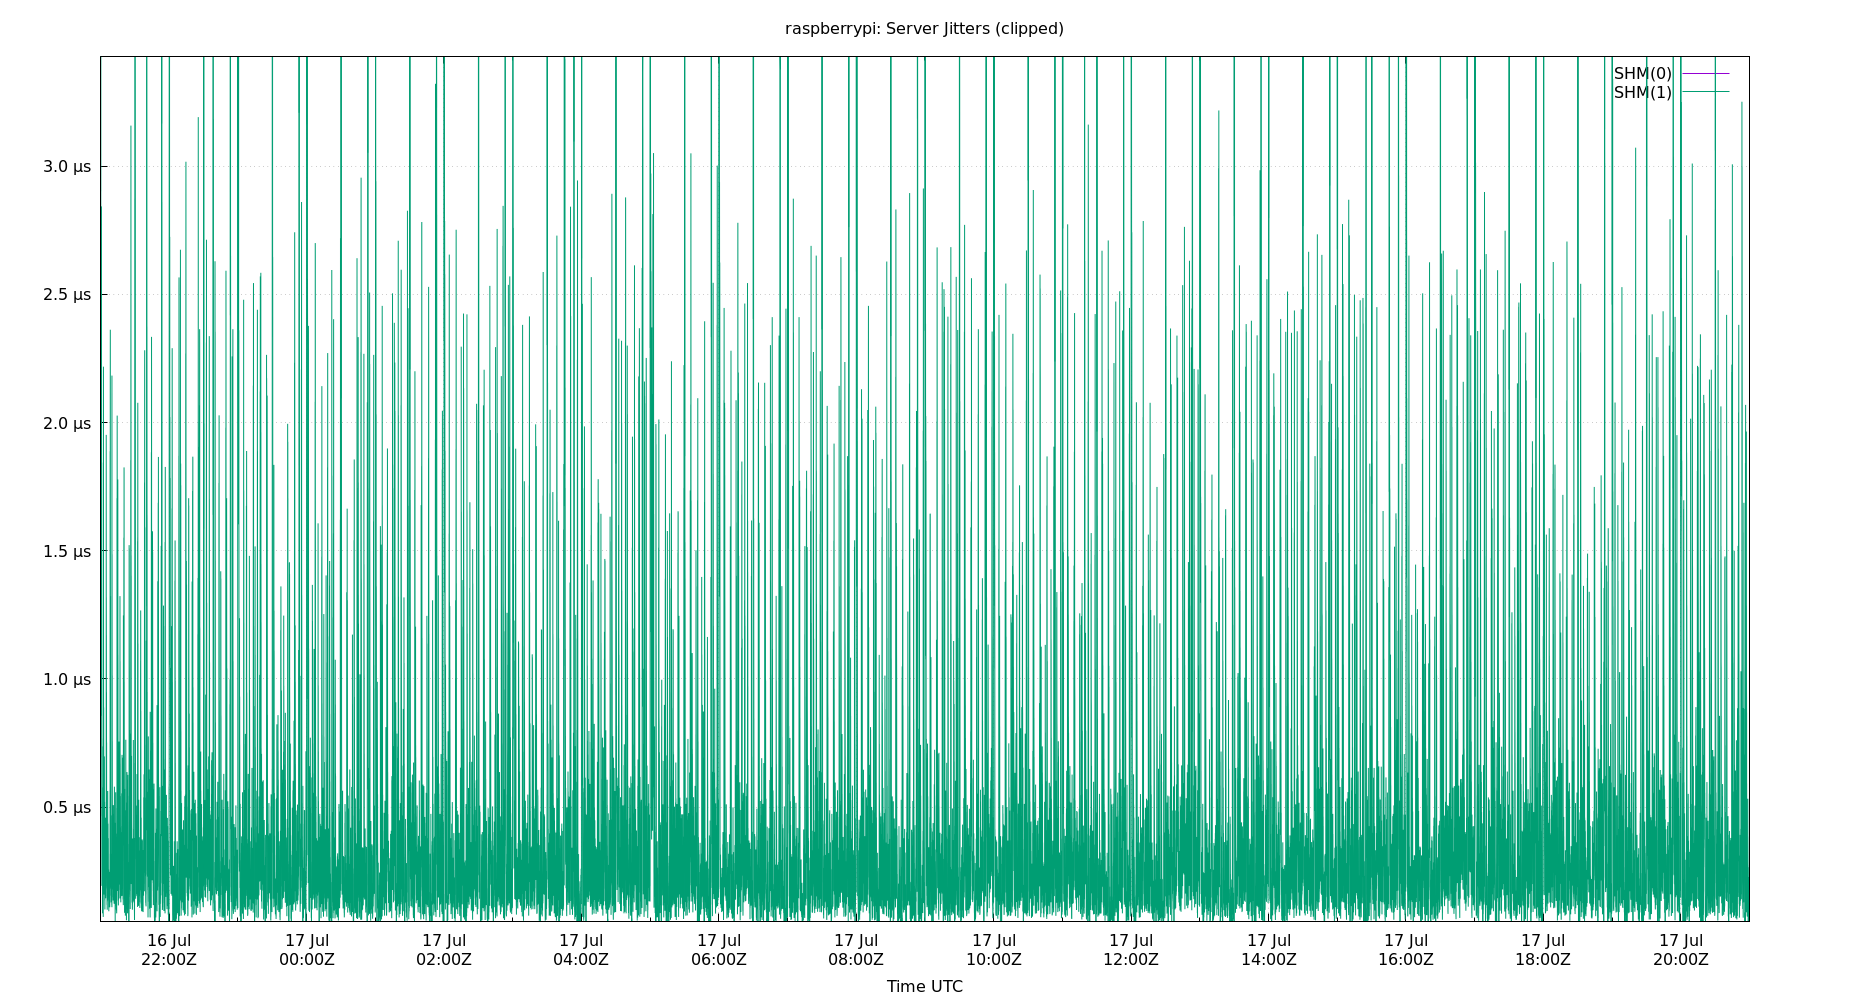 raspberrypi: Server Jitters (clipped)
SHM(0)
SHM(1)
3.0 µs
2.5 µs
2.0 µs
1.5 µs
1.0 µs
0.5 µs
16 Jul 17 Jul 17 Jul 17 Jul 17 Jul 17 Jul 17 Jul 17 Jul 17 Jul 17 Jul 17 Jul 17 Jul
22:00Z 00:00Z 02:00Z 04:00Z 06:00Z 08:00Z 10:00Z 12:00Z 14:00Z 16:00Z 18:00Z 20:00Z
Time UTC